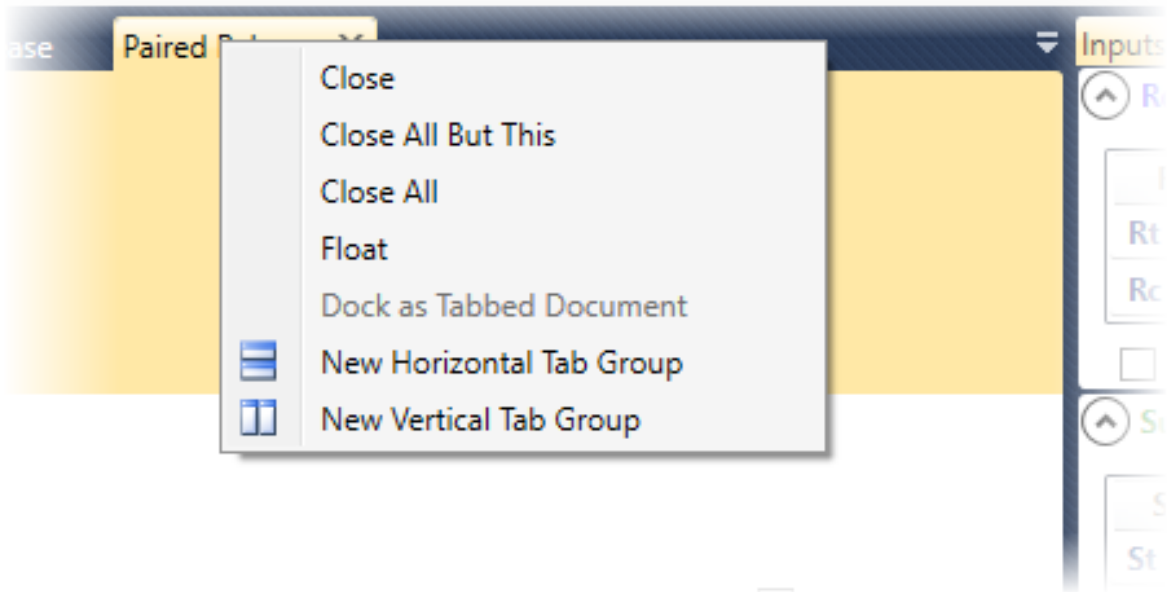 ase
Paired
Inputs
Close
Close All But This
Close All
Float
Dock as Tabbed Document
New Horizontal Tab Group
New Vertical Tab Group
Rt
Rc
St